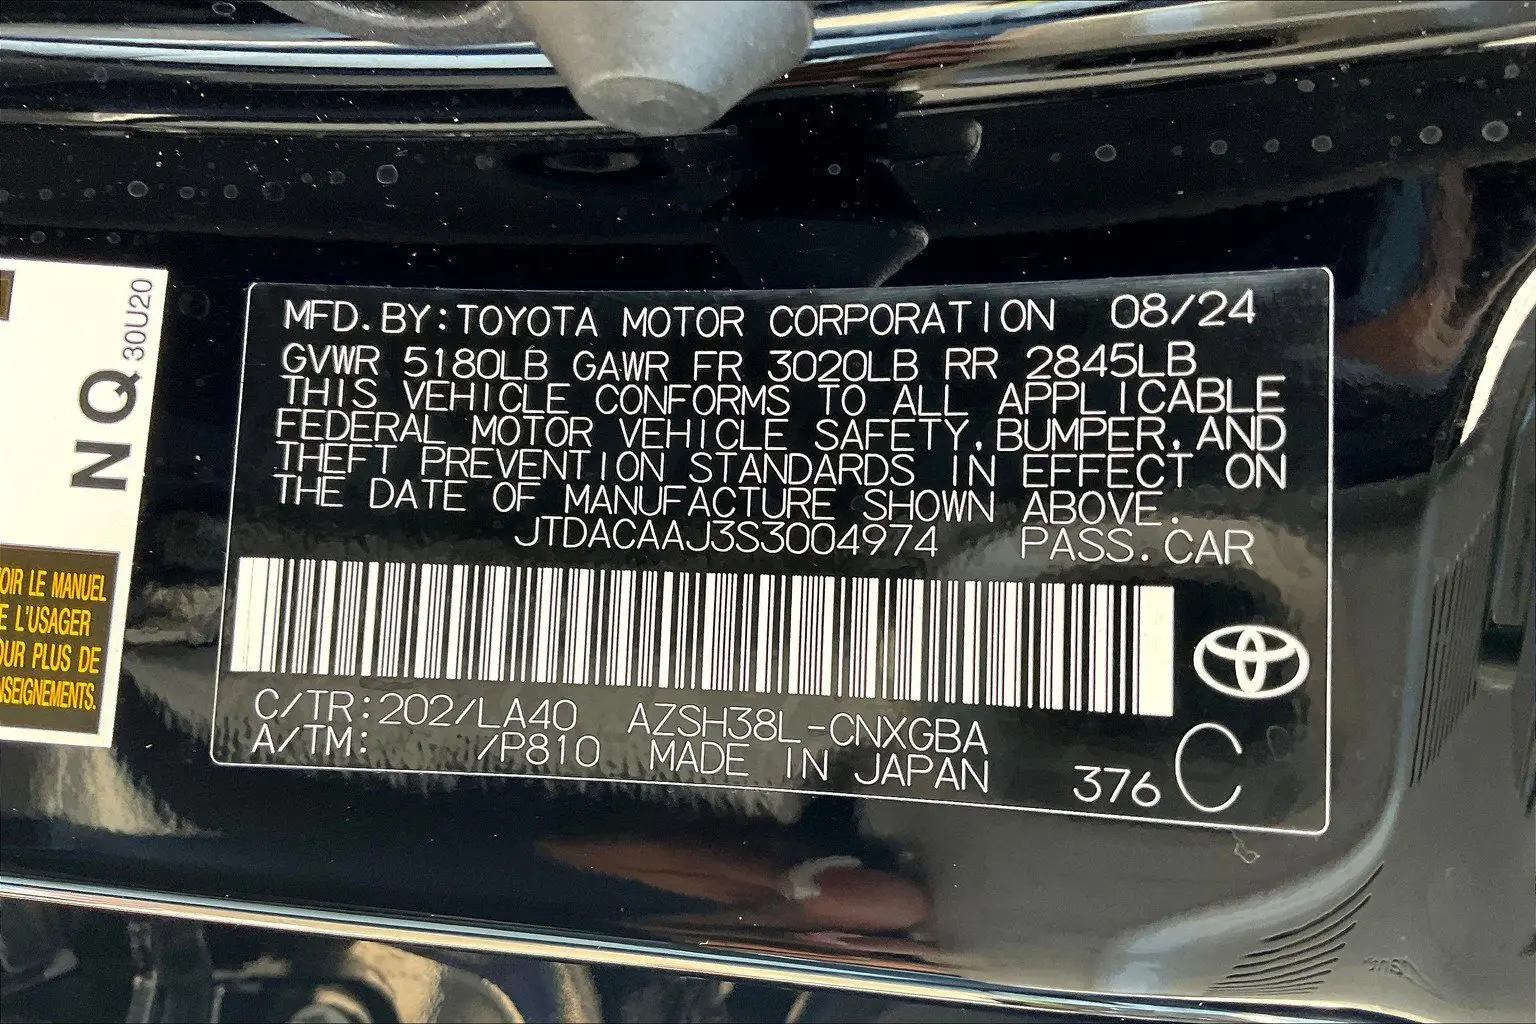 MFD. BY: TOYOTA MOTOR CORPORATION 08/24
GVWR 5180LB GAWR FR 3020LB RR 2845LB
THIS VEHICLE CONFORMS TO ALL APPLICABLE
FEDERAL MOTOR VEHICLE SAFETY, BUMPER, AND
THEFT PREVENTION STANDARDS IN EFFECT ON
THE DATE OF MANUFACTURE SHOWN ABOVE.
JTDACAAJ3S3004974 PASS. CAR
C/TR: 202/LA40 AZSH38L-CNXGBA
A/TM: /P810 MADE IN JAPAN 376 C
NQ 30U20
OIR LE MANUEL
E L'USAGER
OUR PLUS DE
NSEIGNEMENTS.